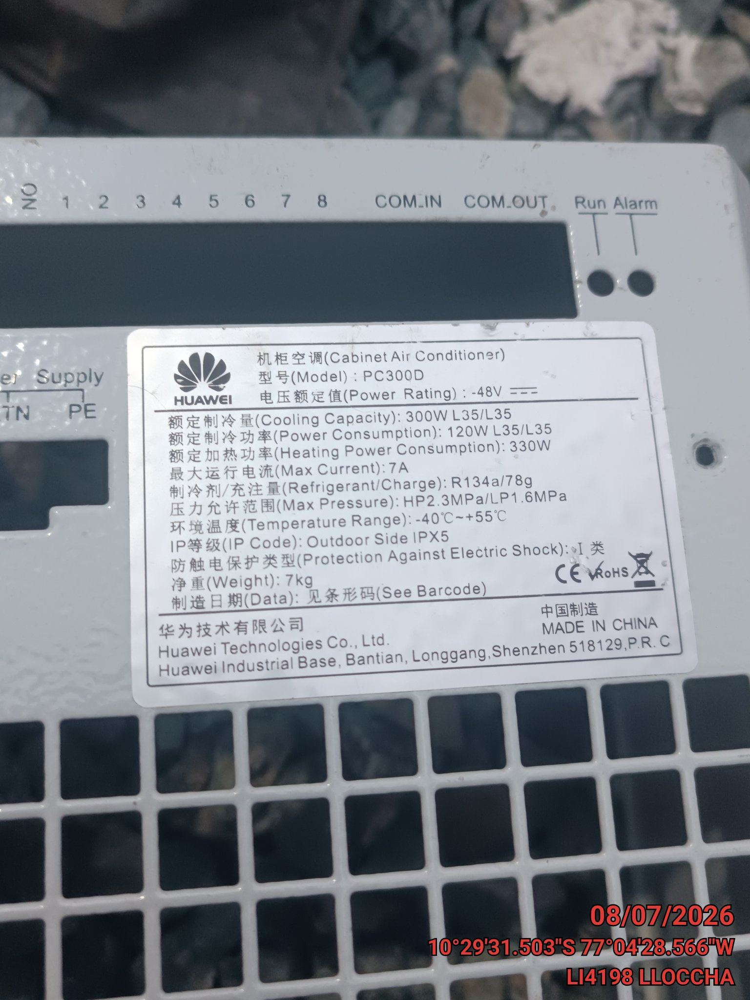 NO 1 2 3 4 5 6 7 8 COM_IN COM_OUT Run Alarm
Supply
PE
HUAWEI
机柜空调(Cabinet Air Conditioner)
型号(Model) : PC300D
电压额定值(Power Rating) : -48V
额定制冷量(Cooling Capacity): 300W L35/L35
额定制冷功率(Power Consumption): 120W L35/L35
额定加热功率(Heating Power Consumption): 330W
最大运行电流(Max Current): 7A
制冷剂/充注量(Refrigerant/Charge): R134a/78g
压力允许范围(Max Pressure): HP2.3MPa/LP1.6MPa
环境温度(Temperature Range): -40℃~+55℃
IP等级(IP Code): Outdoor Side IPX5
防触电保护类型(Protection Against Electric Shock): I 类
净重(Weight): 7kg
CE RoHS
制造日期(Data): 见条形码(See Barcode)
华为技术有限公司
中国制造
MADE IN CHINA
Huawei Technologies Co., Ltd.
Huawei Industrial Base, Bantian, Longgang,Shenzhen 518129,P.R. C
08/07/2026
10°29'31.503"S 77°04'28.566"W
LI4198 LLOCCHA